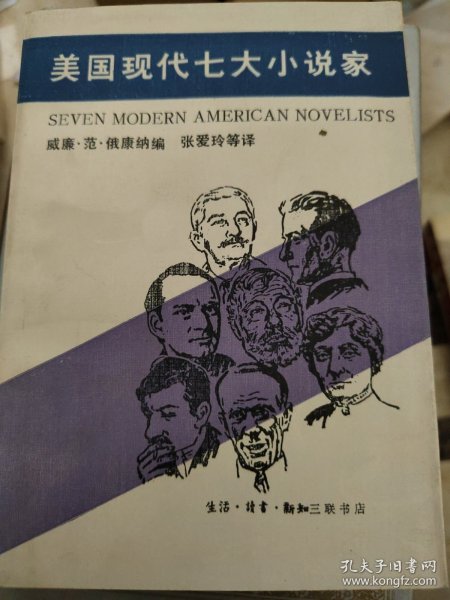 美国现代七大小说家
SEVEN MODERN AMERICAN NOVELISTS
威廉·范·俄康纳编 张爱玲等译
生活·读书·新知三联书店
孔夫子旧书网
www.kongfz.com